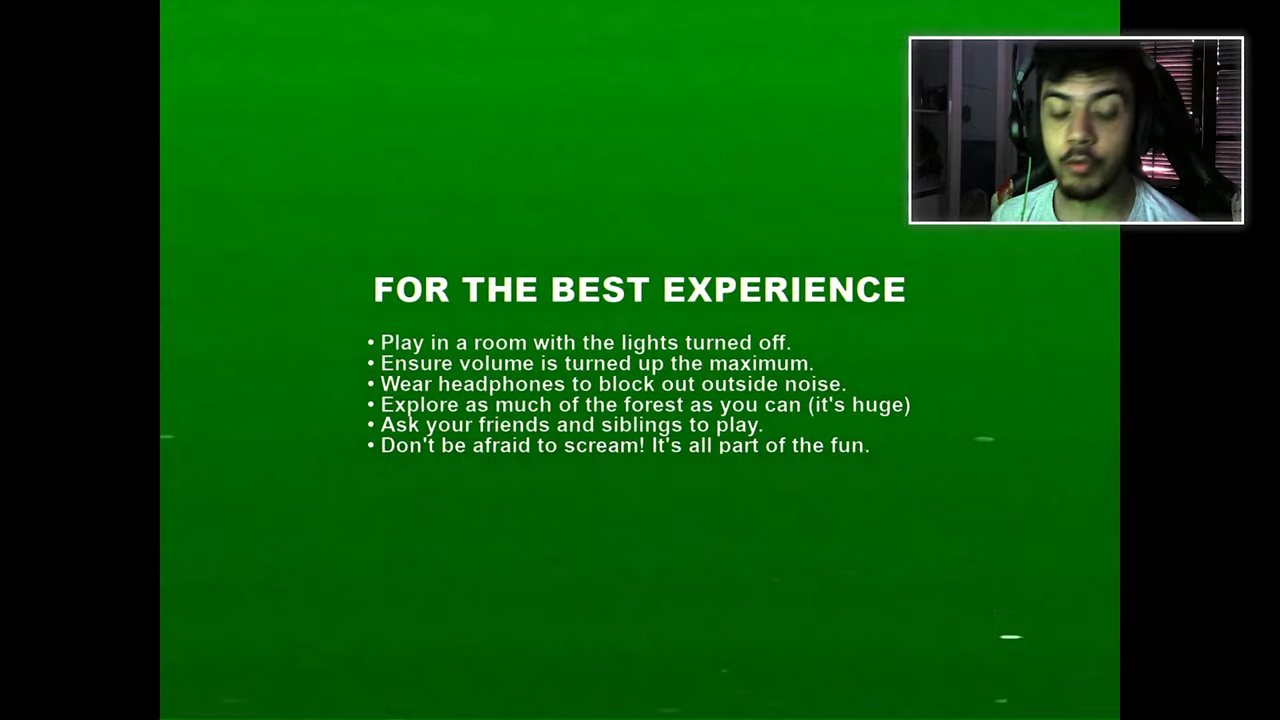 FOR THE BEST EXPERIENCE
• Play in a room with the lights turned off.
• Ensure volume is turned up the maximum.
• Wear headphones to block out outside noise.
• Explore as much of the forest as you can (it's huge)
• Ask your friends and siblings to play.
• Don't be afraid to scream! It's all part of the fun.